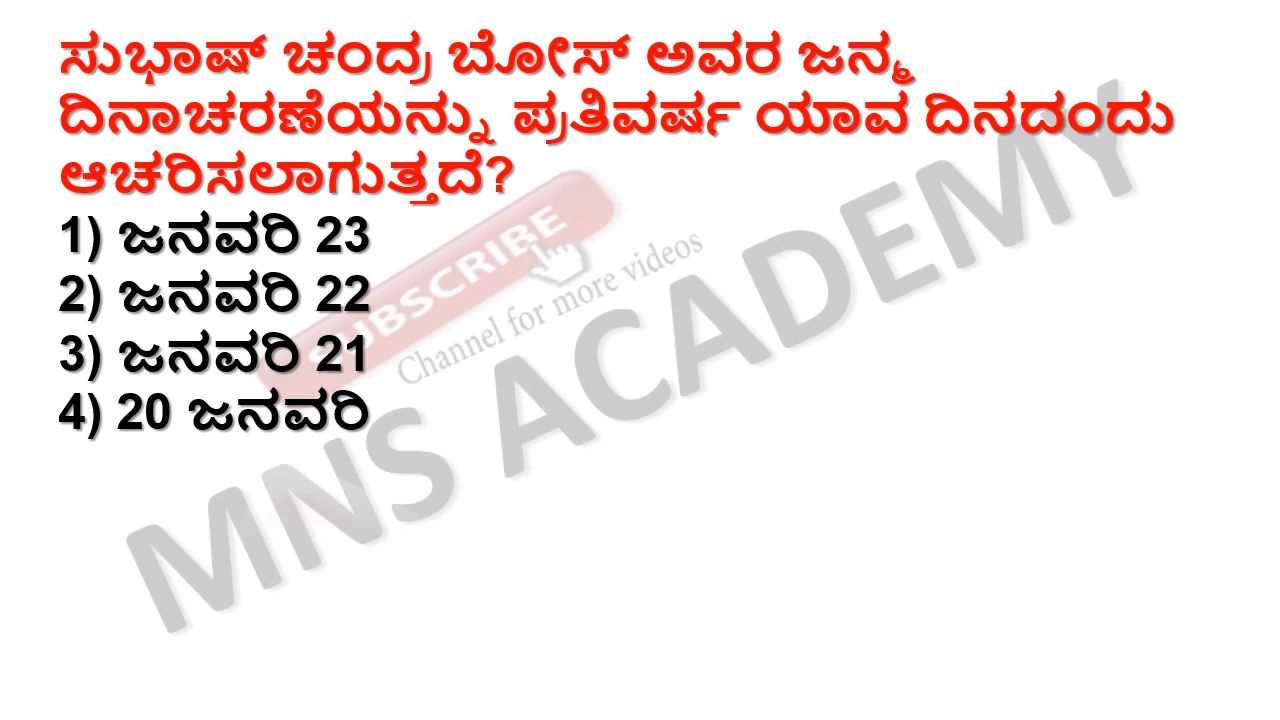 ಸುಭಾಷ್ ಚಂದ್ರ ಬೋಸ್ ಅವರ ಜನ್ಮ
ದಿನಾಚರಣೆಯನ್ನು ಪ್ರತಿವರ್ಷ ಯಾವ ದಿನದಂದು
ಆಚರಿಸಲಾಗುತ್ತದೆ?
1) ಜನವರಿ 23
2) ಜನವರಿ 22
3) ಜನವರಿ 21
4) 20 ಜನವರಿ
SUBSCRIBE
Channel for more videos
MNS ACADEMY